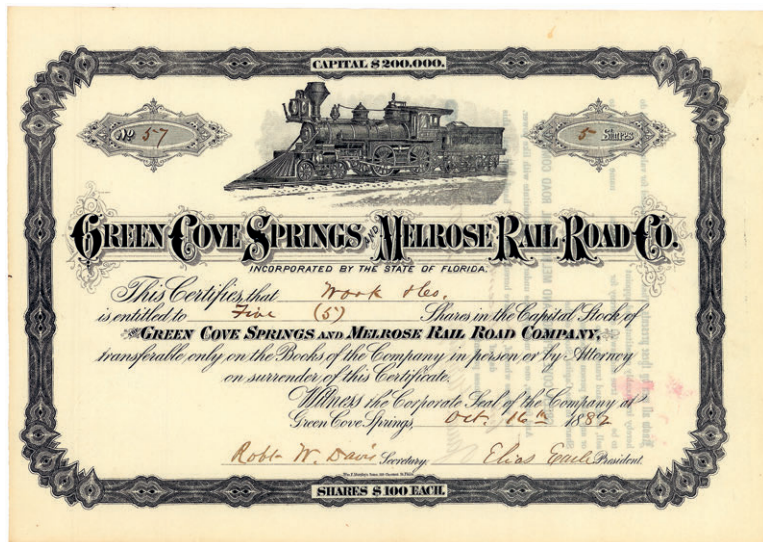 CAPITAL $200,000.
No 57
5 Shares
GREEN COVE SPRINGS AND MELROSE RAIL ROAD CO.
INCORPORATED BY THE STATE OF FLORIDA.
This Certifies, that Work & Co.
is entitled to Five (5) Shares in the Capital Stock of
GREEN COVE SPRINGS AND MELROSE RAIL ROAD COMPANY,
transferable only on the Books of the Company in person or by Attorney
on surrender of this Certificate.
Witness the Corporate Seal of the Company at
Green Cove Springs, Oct. 16th 1882
Robt W. Davis Secretary. Elias Earle President.
SHARES $100 EACH.